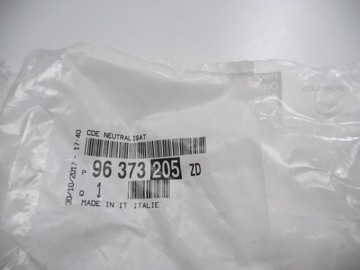 CDE NEUTRALISAT.
P 96 373 205 ZD
Q 1
MADE IN IT ITALIE
30/10/2017 - 17:40